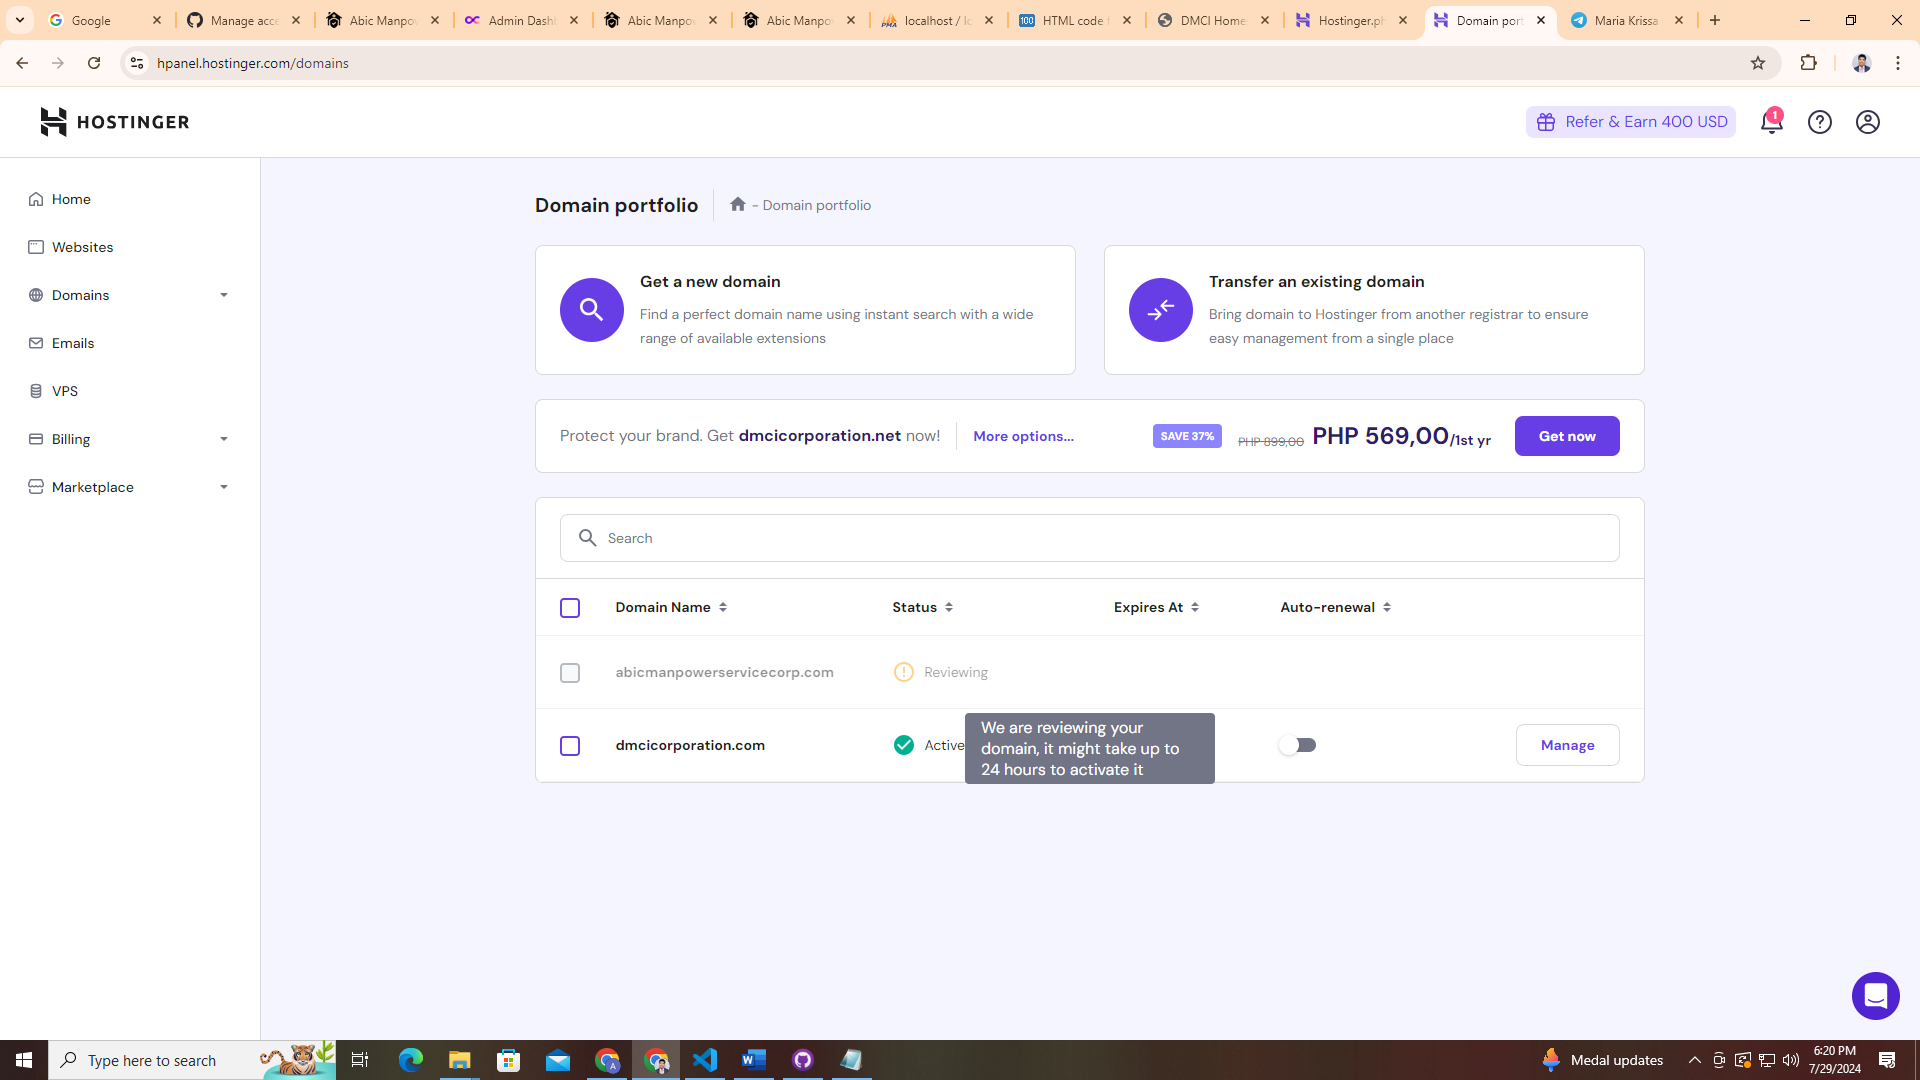 Google
Manage acce
Abic Manpow
Admin Dashb
Abic Manpow
Abic Manpow
localhost / lo
HTML code f
DMCI Home
Hostinger.ph
Domain port
Maria Krissa
hpanel.hostinger.com/domains
HOSTINGER
Refer & Earn 400 USD
1
Home
Websites
Domains
Emails
VPS
Billing
Marketplace
Domain portfolio
- Domain portfolio
Get a new domain
Find a perfect domain name using instant search with a wide
range of available extensions
Transfer an existing domain
Bring domain to Hostinger from another registrar to ensure
easy management from a single place
Protect your brand. Get dmcicorporation.net now!
More options...
SAVE 37%
PHP 899,00
PHP 569,00/1st yr
Get now
Search
Domain Name
Status
Expires At
Auto-renewal
abicmanpowerservicecorp.com
Reviewing
dmcicorporation.com
Active
We are reviewing your
domain, it might take up to
24 hours to activate it
Manage
Type here to search
Medal updates
6:20 PM
7/29/2024